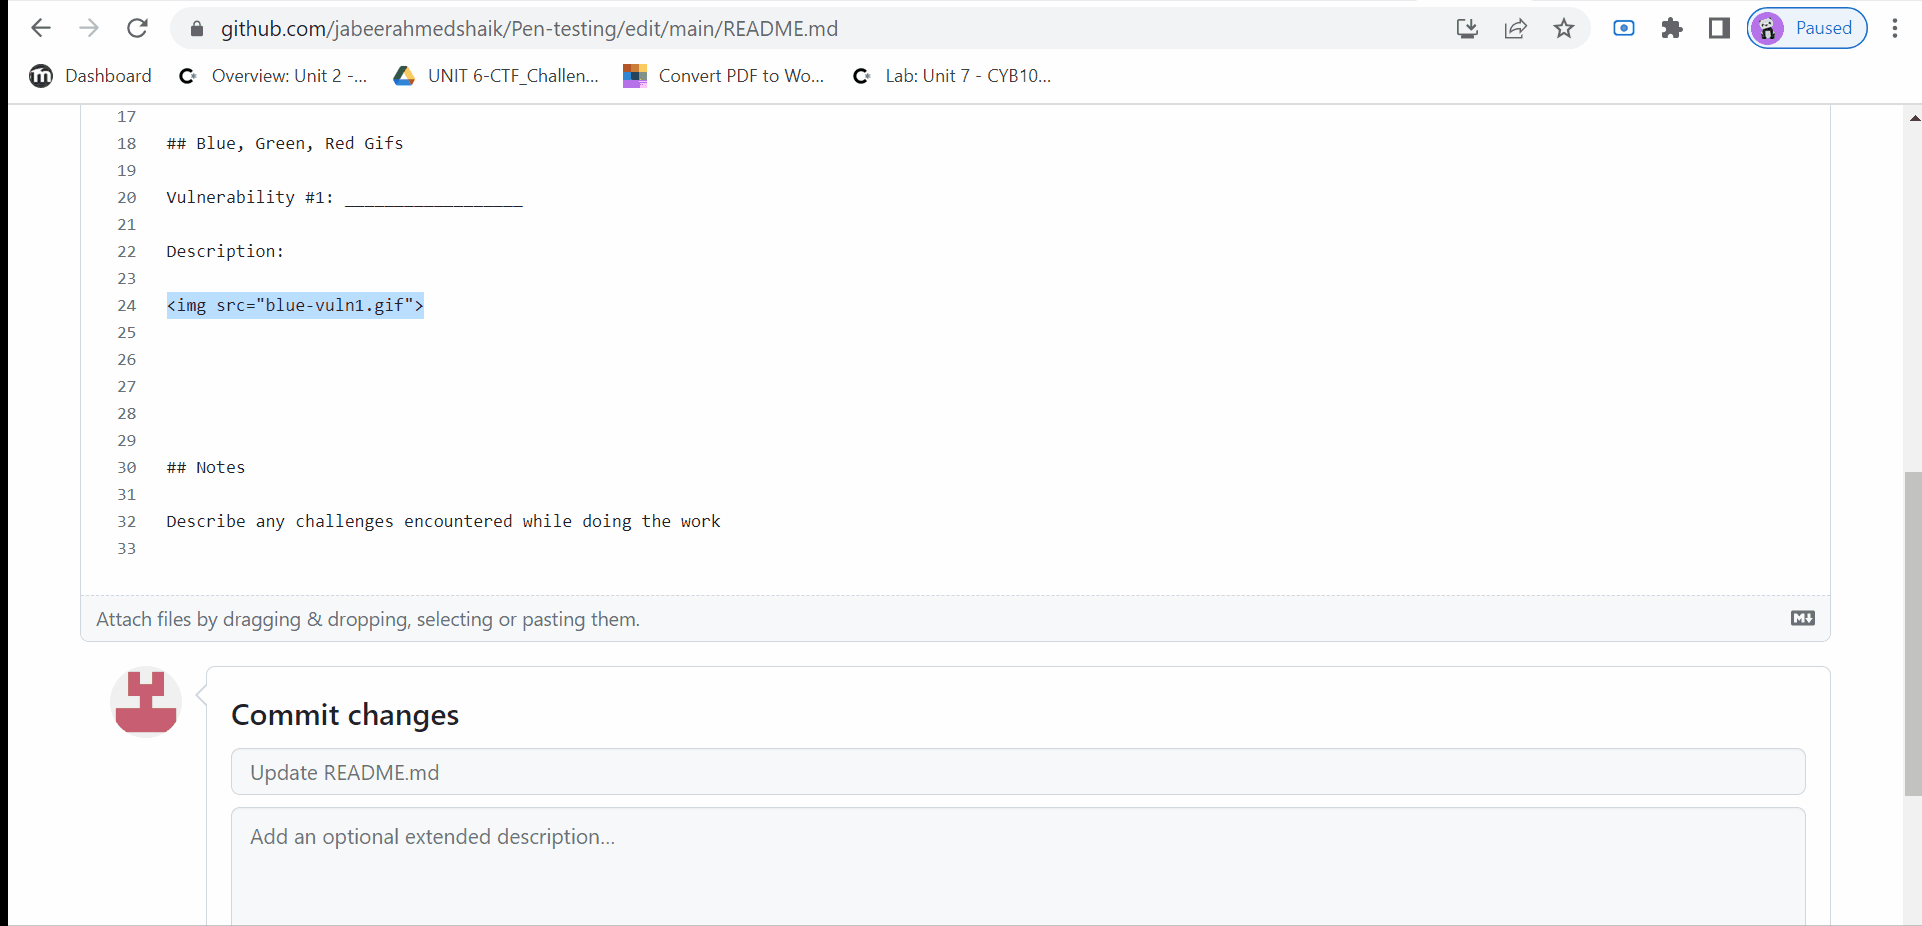 github.com/jabeerahmedshaik/Pen-testing/edit/main/README.md
Paused
Dashboard
Overview: Unit 2 -...
UNIT 6-CTF_Challen...
Convert PDF to Wo...
Lab: Unit 7 - CYB10...
17
18 ## Blue, Green, Red Gifs
19
20 Vulnerability #1: __________________
21
22 Description:
23
24 <img src="blue-vuln1.gif">
25
26
27
28
29
30 ## Notes
31
32 Describe any challenges encountered while doing the work
33
Attach files by dragging & dropping, selecting or pasting them.
Commit changes
Update README.md
Add an optional extended description...